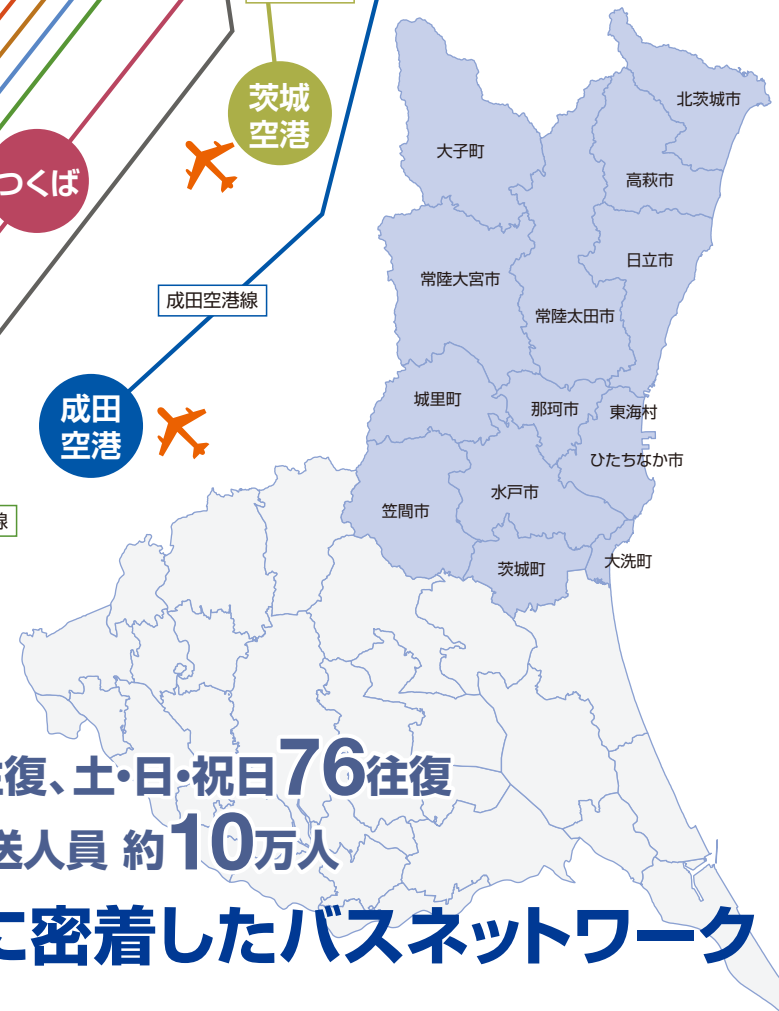 茨城
空港
北茨城市
大子町
つくば
高萩市
日立市
常陸大宮市
成田空港線
常陸太田市
城里町
那珂市
東海村
成田
空港
ひたちなか市
水戸市
笠間市
線
大洗町
茨城町
往復、土・日・祝日76往復
送人員 約10万人
に密着したバスネットワーク